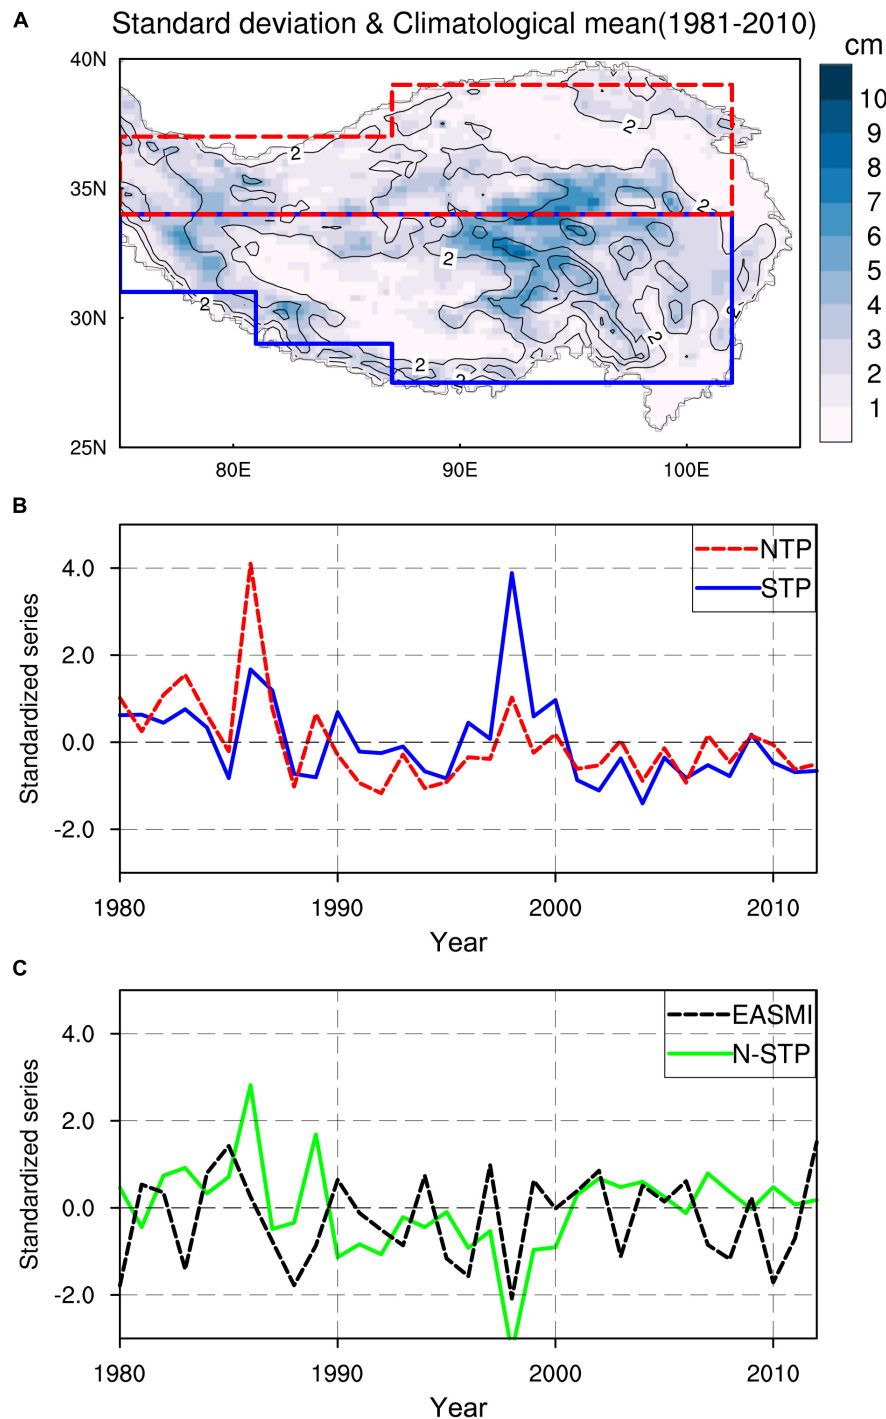 A
Standard deviation & Climatological mean(1981-2010)
cm
40N
35N
30N
25N
80E 90E 100E
2
2
2
2
2
2
2
2
2
10
9
8
7
6
5
4
3
2
1
B
NTP
STP
Standardized series
4.0
2.0
0.0
-2.0
1980 1990 2000 2010
Year
C
EASMI
N-STP
Standardized series
4.0
2.0
0.0
-2.0
1980 1990 2000 2010
Year